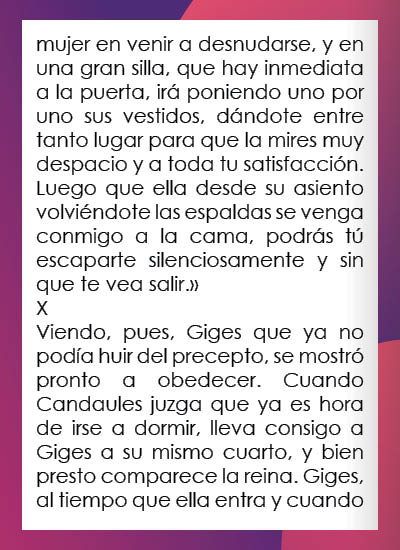 mujer en venir a desnudarse, y en
una gran silla, que hay inmediata
a la puerta, irá poniendo uno por
uno sus vestidos, dándote entre
tanto lugar para que la mires muy
despacio y a toda tu satisfacción.
Luego que ella desde su asiento
volviéndote las espaldas se venga
conmigo a la cama, podrás tú
escaparte silenciosamente y sin
que te vea salir.»
X
Viendo, pues, Giges que ya no
podía huir del precepto, se mostró
pronto a obedecer. Cuando
Candaules juzga que ya es hora
de irse a dormir, lleva consigo a
Giges a su mismo cuarto, y bien
presto comparece la reina. Giges,
al tiempo que ella entra y cuando